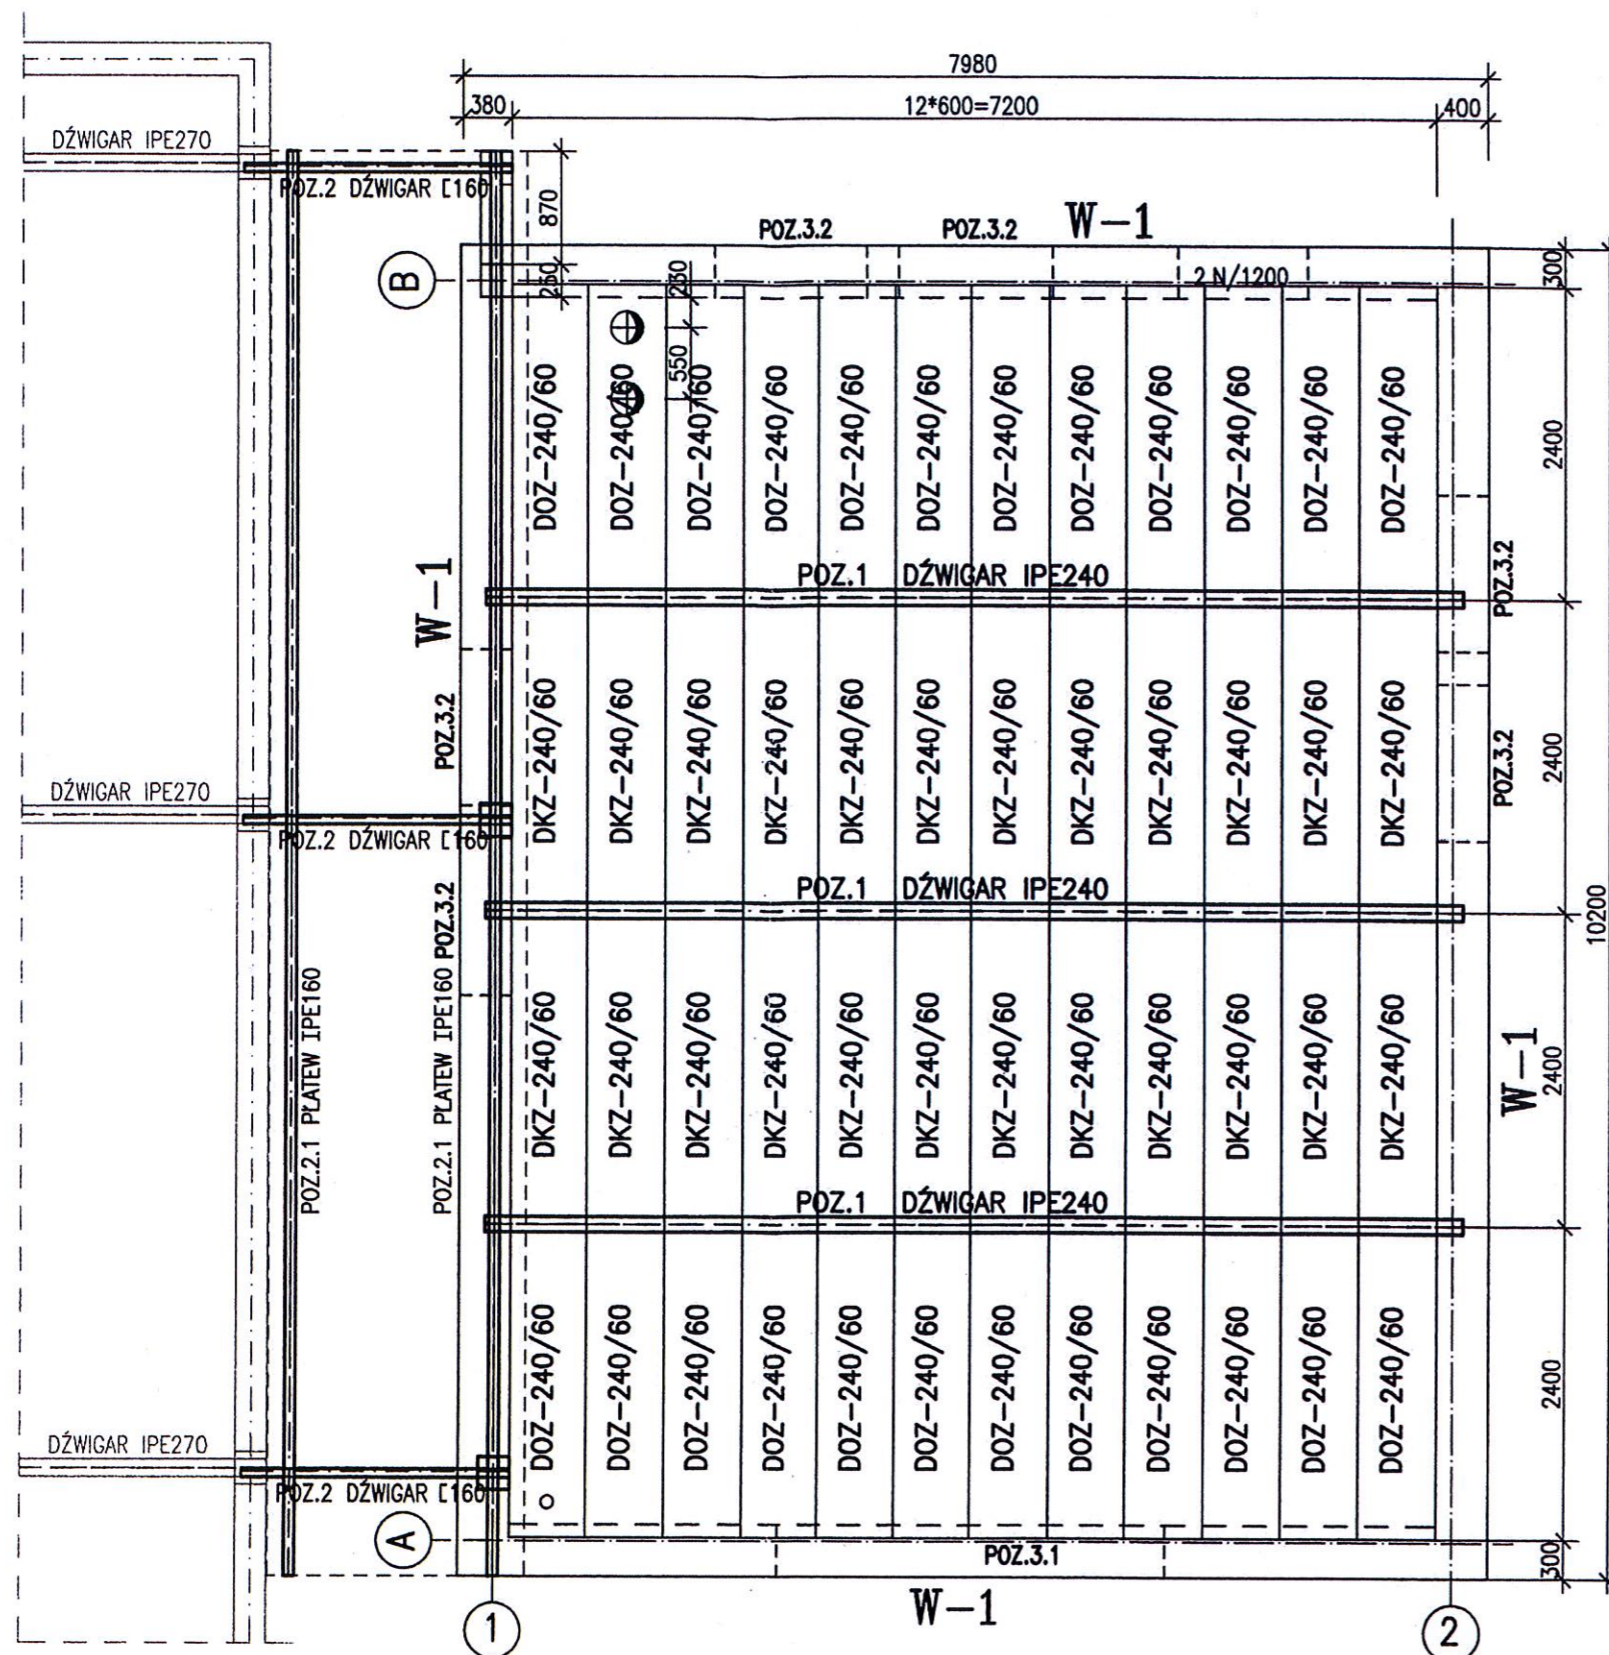 7980
380
12*600=7200
400
DŹWIGAR IPE270
POZ.2 DŹWIGAR [160
870
POZ.3.2
POZ.3.2
W-1
B
250
230
2 N/1200
300
550
DOZ-240/60
DOZ-240/60
DOZ-240/60
DOZ-240/60
DOZ-240/60
DOZ-240/60
DOZ-240/60
DOZ-240/60
DOZ-240/60
DOZ-240/60
DOZ-240/60
DOZ-240/60
2400
W-1
POZ.1 DŹWIGAR IPE240
POZ.3.2
POZ.3.2
DKZ-240/60
DKZ-240/60
DKZ-240/60
DKZ-240/60
DKZ-240/60
DKZ-240/60
DKZ-240/60
DKZ-240/60
DKZ-240/60
DKZ-240/60
DKZ-240/60
DKZ-240/60
POZ.3.2
2400
DŹWIGAR IPE270
POZ.2 DŹWIGAR [160
POZ.1 DŹWIGAR IPE240
10200
POZ.2.1 PŁATEW IPE160
POZ.2.1 PŁATEW IPE160
POZ.3.2
DKZ-240/60
DKZ-240/60
DKZ-240/60
DKZ-240/60
DKZ-240/60
DKZ-240/60
DKZ-240/60
DKZ-240/60
DKZ-240/60
DKZ-240/60
DKZ-240/60
DKZ-240/60
W-1
2400
POZ.1 DŹWIGAR IPE240
DOZ-240/60
DOZ-240/60
DOZ-240/60
DOZ-240/60
DOZ-240/60
DOZ-240/60
DOZ-240/60
DOZ-240/60
DOZ-240/60
DOZ-240/60
DOZ-240/60
DOZ-240/60
2400
DŹWIGAR IPE270
POZ.2 DŹWIGAR [160
A
POZ.3.1
300
W-1
1
2